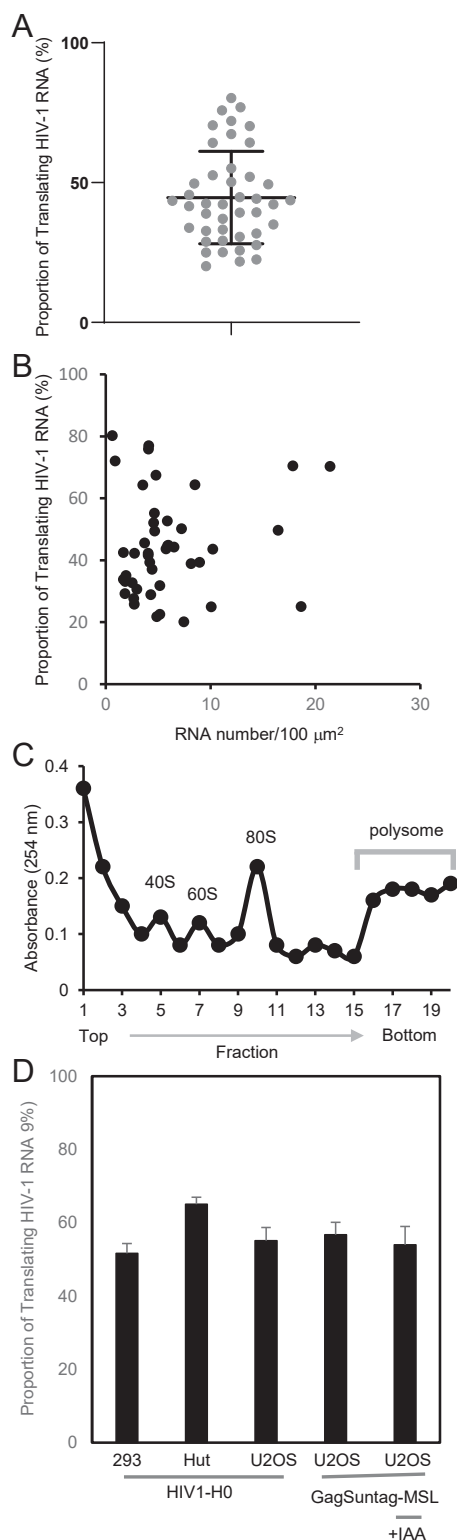 A
Proportion of Translating HIV-1 RNA (%)
100
50
0
B
Proportion of Translating HIV-1 RNA (%)
100
80
60
40
20
0
0 10 20 30
RNA number/100 µm²
C
Absorbance (254 nm)
0.4
0.3
0.2
0.1
0
40S
60S
80S
polysome
1 3 5 7 9 11 13 15 17 19
Top
Fraction
Bottom
D
Proportion of Translating HIV-1 RNA 9%)
100
80
60
40
20
0
293 Hut U2OS U2OS U2OS
HIV1-H0
GagSuntag-MSL
+IAA